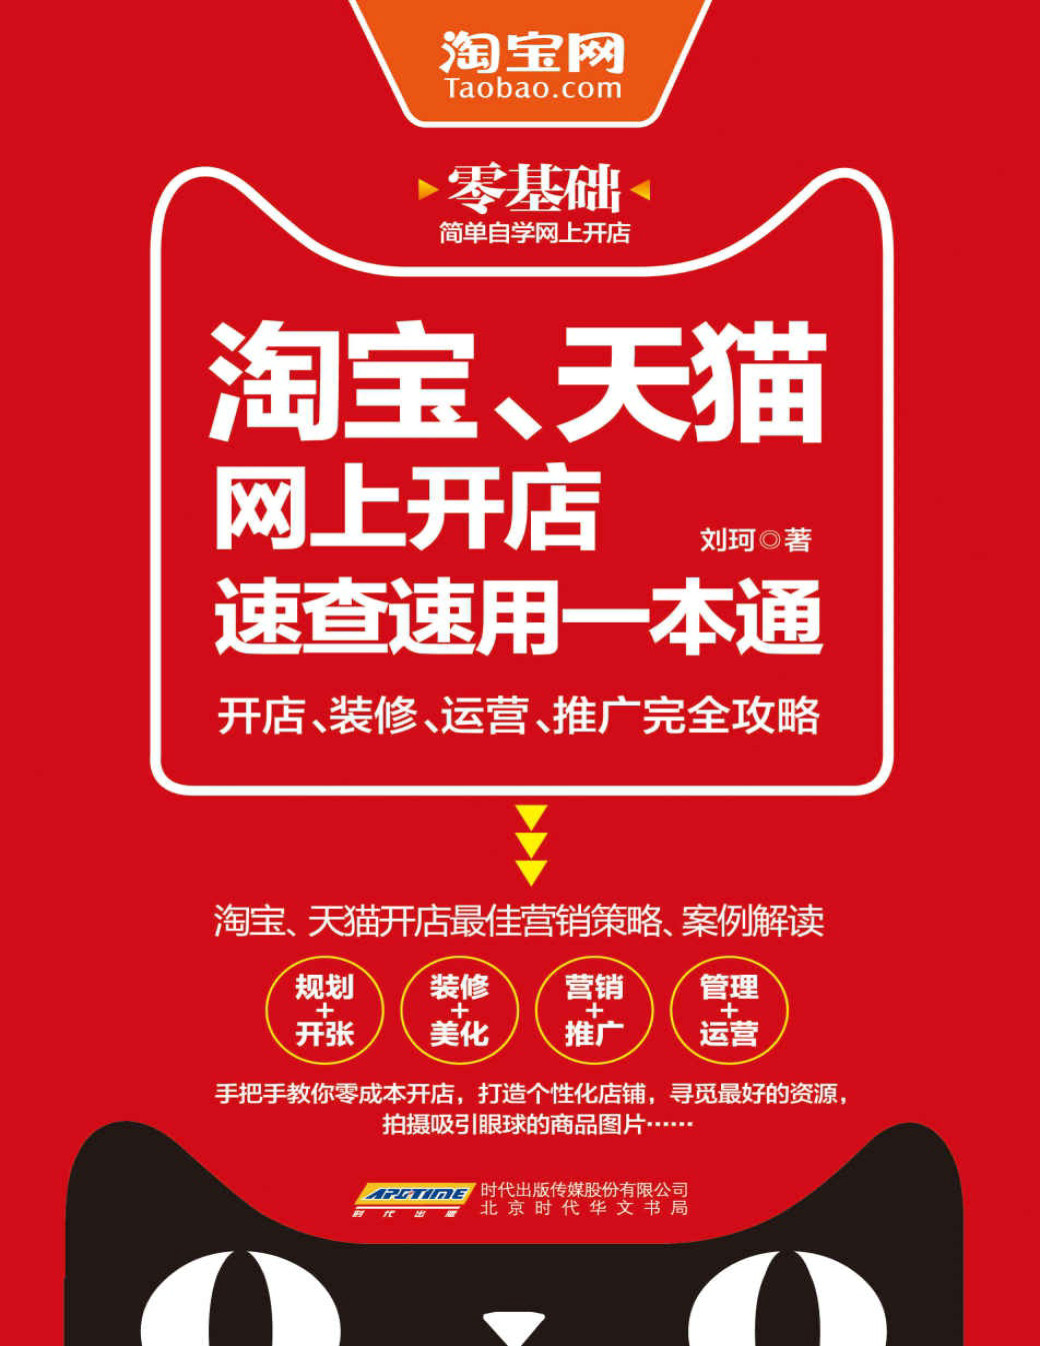 淘宝网
Taobao.com
零基础
简单自学网上开店
淘宝、天猫
网上开店
刘珂◎著
速查速用一本通
开店、装修、运营、推广完全攻略
淘宝、天猫开店最佳营销策略、案例解读
规划
+
开张
装修
+
美化
营销
+
推广
管理
+
运营
手把手教你零成本开店，打造个性化店铺，寻觅最好的资源，
拍摄吸引眼球的商品图片……
APGTIME
时代出版
时代出版传媒股份有限公司
北京时代华文书局